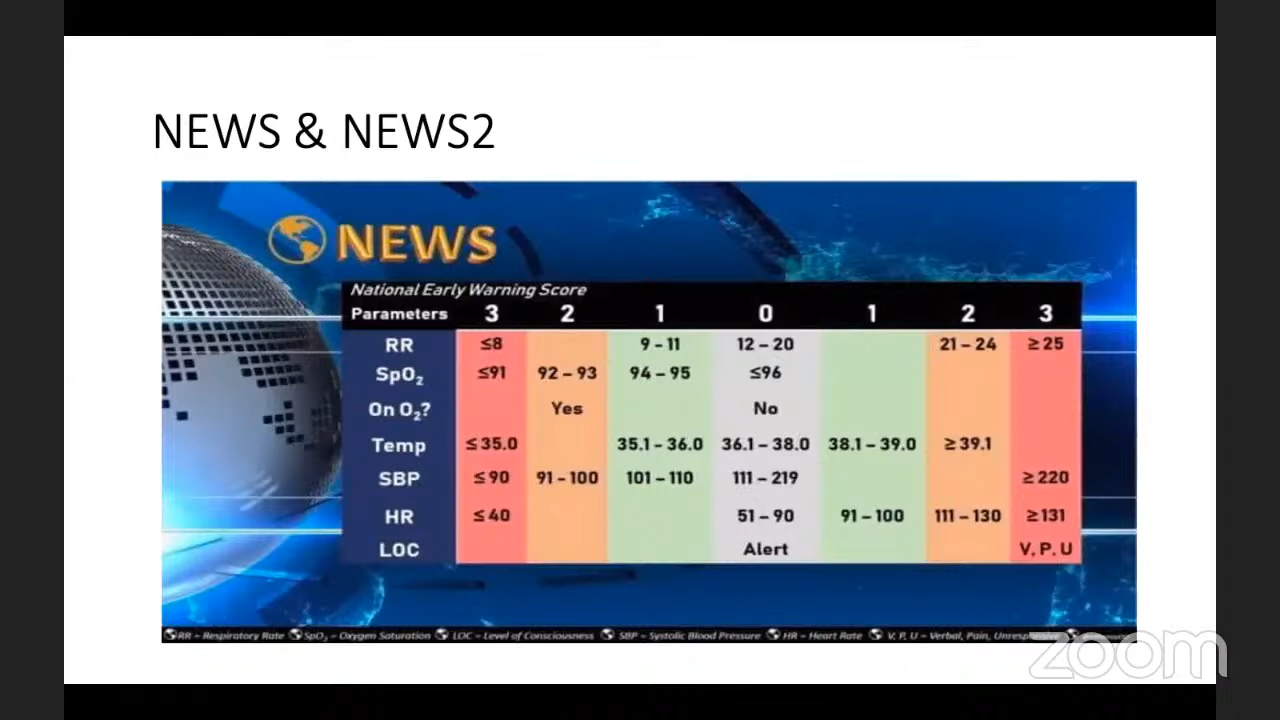 NEWS & NEWS2
NEWS
National Early Warning Score
Parameters 3 2 1 0 1 2 3
RR ≤8 9 – 11 12 – 20 21 – 24 ≥ 25
SpO₂ ≤91 92 – 93 94 – 95 ≤96
On O₂? Yes No
Temp ≤ 35.0 35.1 – 36.0 36.1 – 38.0 38.1 – 39.0 ≥ 39.1
SBP ≤ 90 91 – 100 101 – 110 111 – 219 ≥ 220
HR ≤ 40 51 – 90 91 – 100 111 – 130 ≥ 131
LOC Alert V, P, U
RR – Respiratory Rate SpO₂ – Oxygen Saturation LOC – Level of Consciousness SBP – Systolic Blood Pressure HR – Heart Rate V, P, U – Verbal, Pain,
zoom